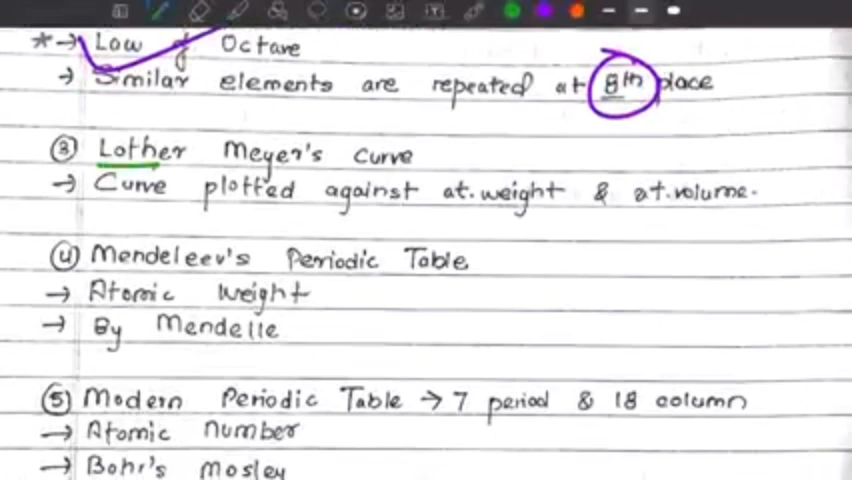 * → Law of Octave
→ Similar elements are repeated at 8th place
③ Lother Meyer's curve
→ Curve plotted against at.weight & at.volume.
④ Mendeleev's Periodic Table
→ Atomic weight
→ By Mendelle
⑤ Modern Periodic Table → 7 period & 18 column
→ Atomic number
→ Bohr's Mosley